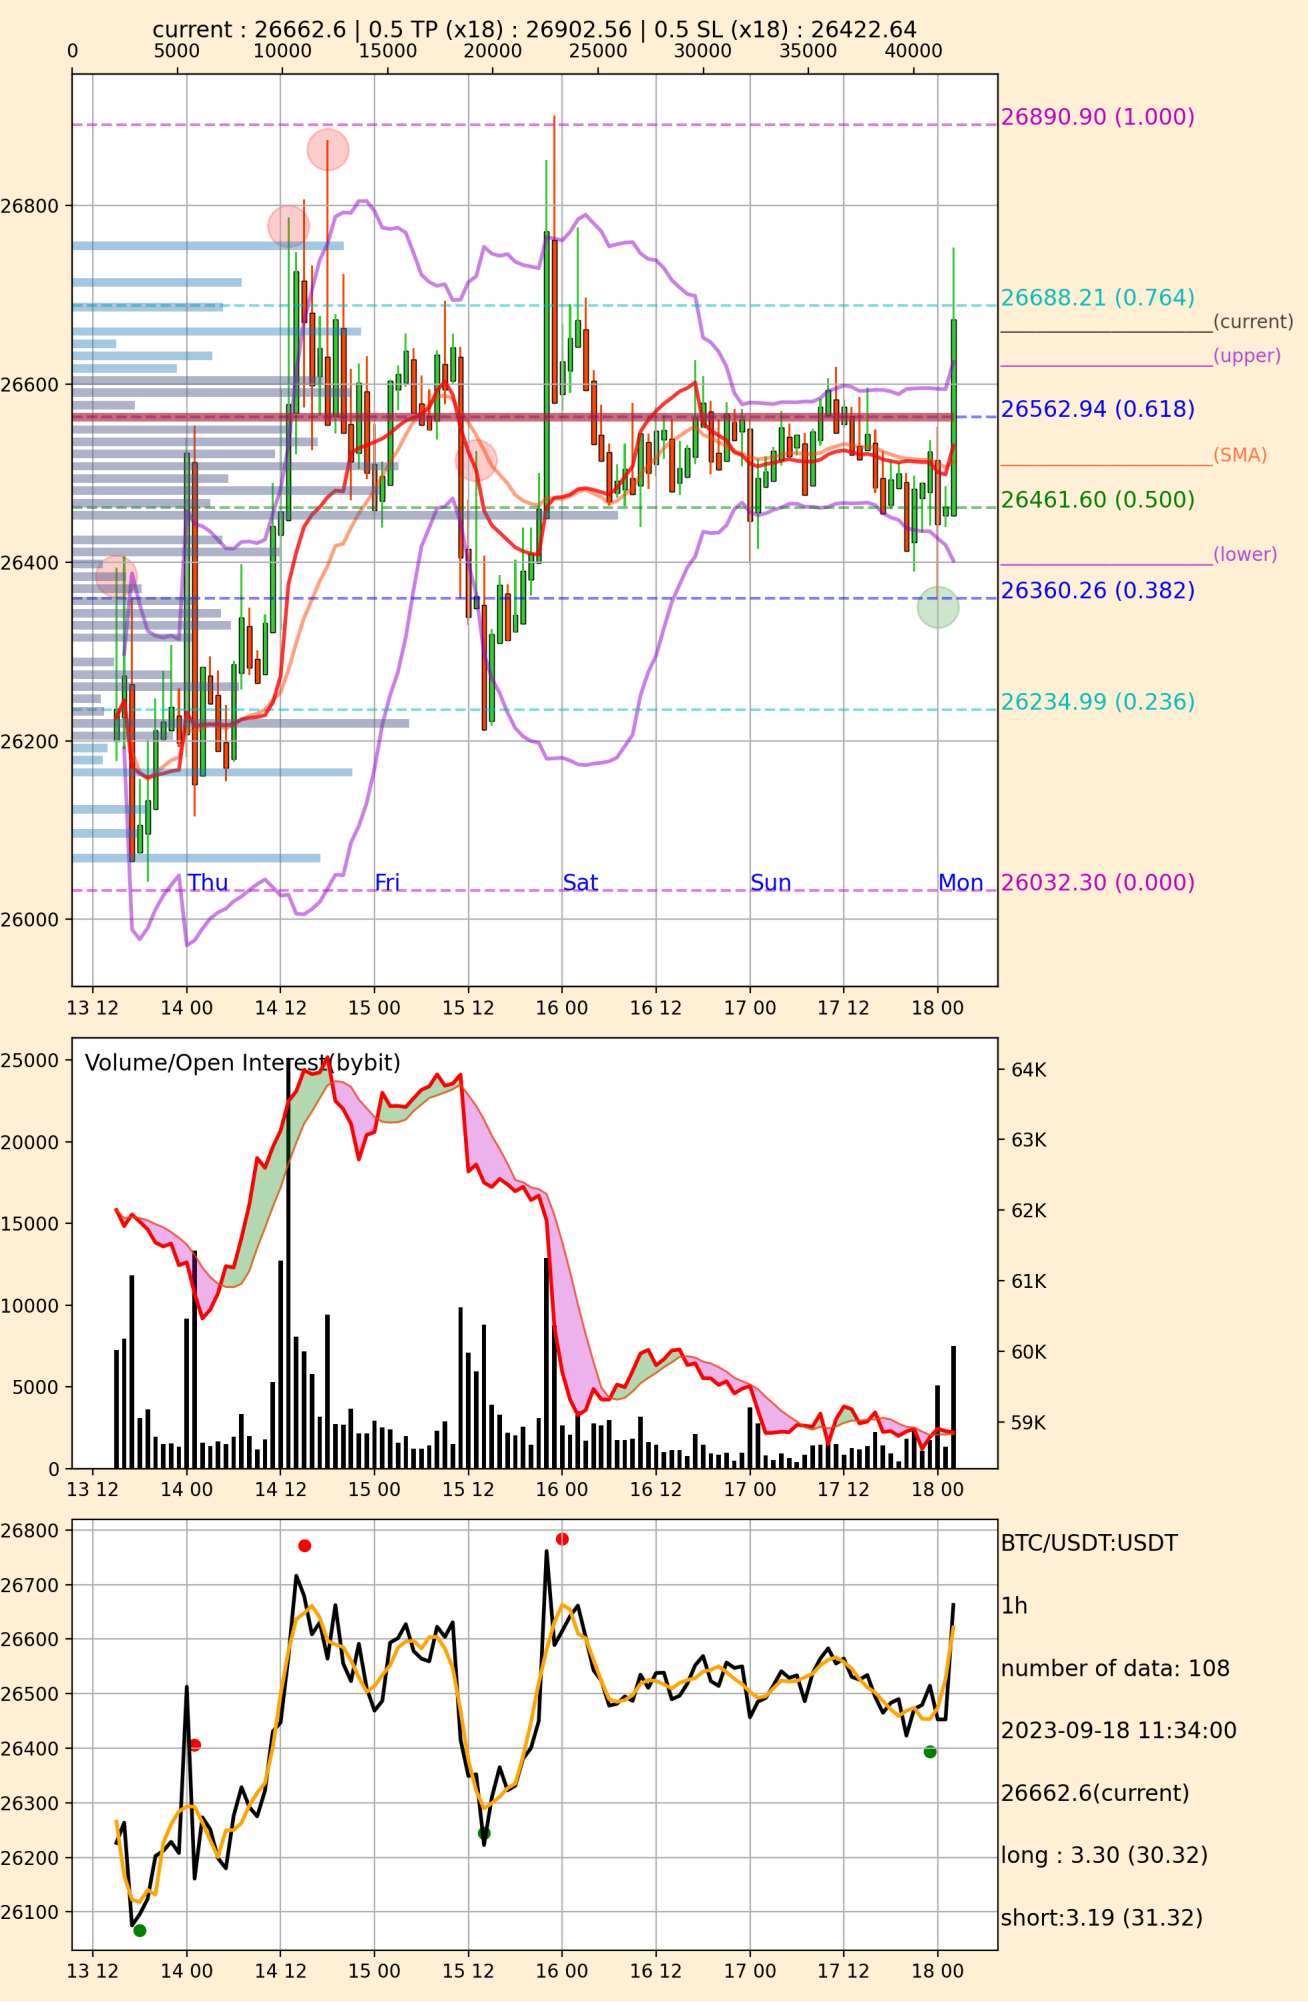 current : 26662.6 | 0.5 TP (x18) : 26902.56 | 0.5 SL (x18) : 26422.64
0 5000 10000 15000 20000 25000 30000 35000 40000
26890.90 (1.000)
26800
26688.21 (0.764)
(current)
(upper)
26600
26562.94 (0.618)
(SMA)
26461.60 (0.500)
(lower)
26400
26360.26 (0.382)
26234.99 (0.236)
26200
Thu Fri Sat Sun Mon
26032.30 (0.000)
26000
13 12 14 00 14 12 15 00 15 12 16 00 16 12 17 00 17 12 18 00
Volume/Open Interest(bybit)
25000
64K
20000
63K
15000
62K
61K
10000
60K
5000
59K
0
13 12 14 00 14 12 15 00 15 12 16 00 16 12 17 00 17 12 18 00
26800
BTC/USDT:USDT
26700
1h
26600
number of data: 108
26500
2023-09-18 11:34:00
26400
26662.6(current)
26300
long : 3.30 (30.32)
26200
short:3.19 (31.32)
26100
13 12 14 00 14 12 15 00 15 12 16 00 16 12 17 00 17 12 18 00